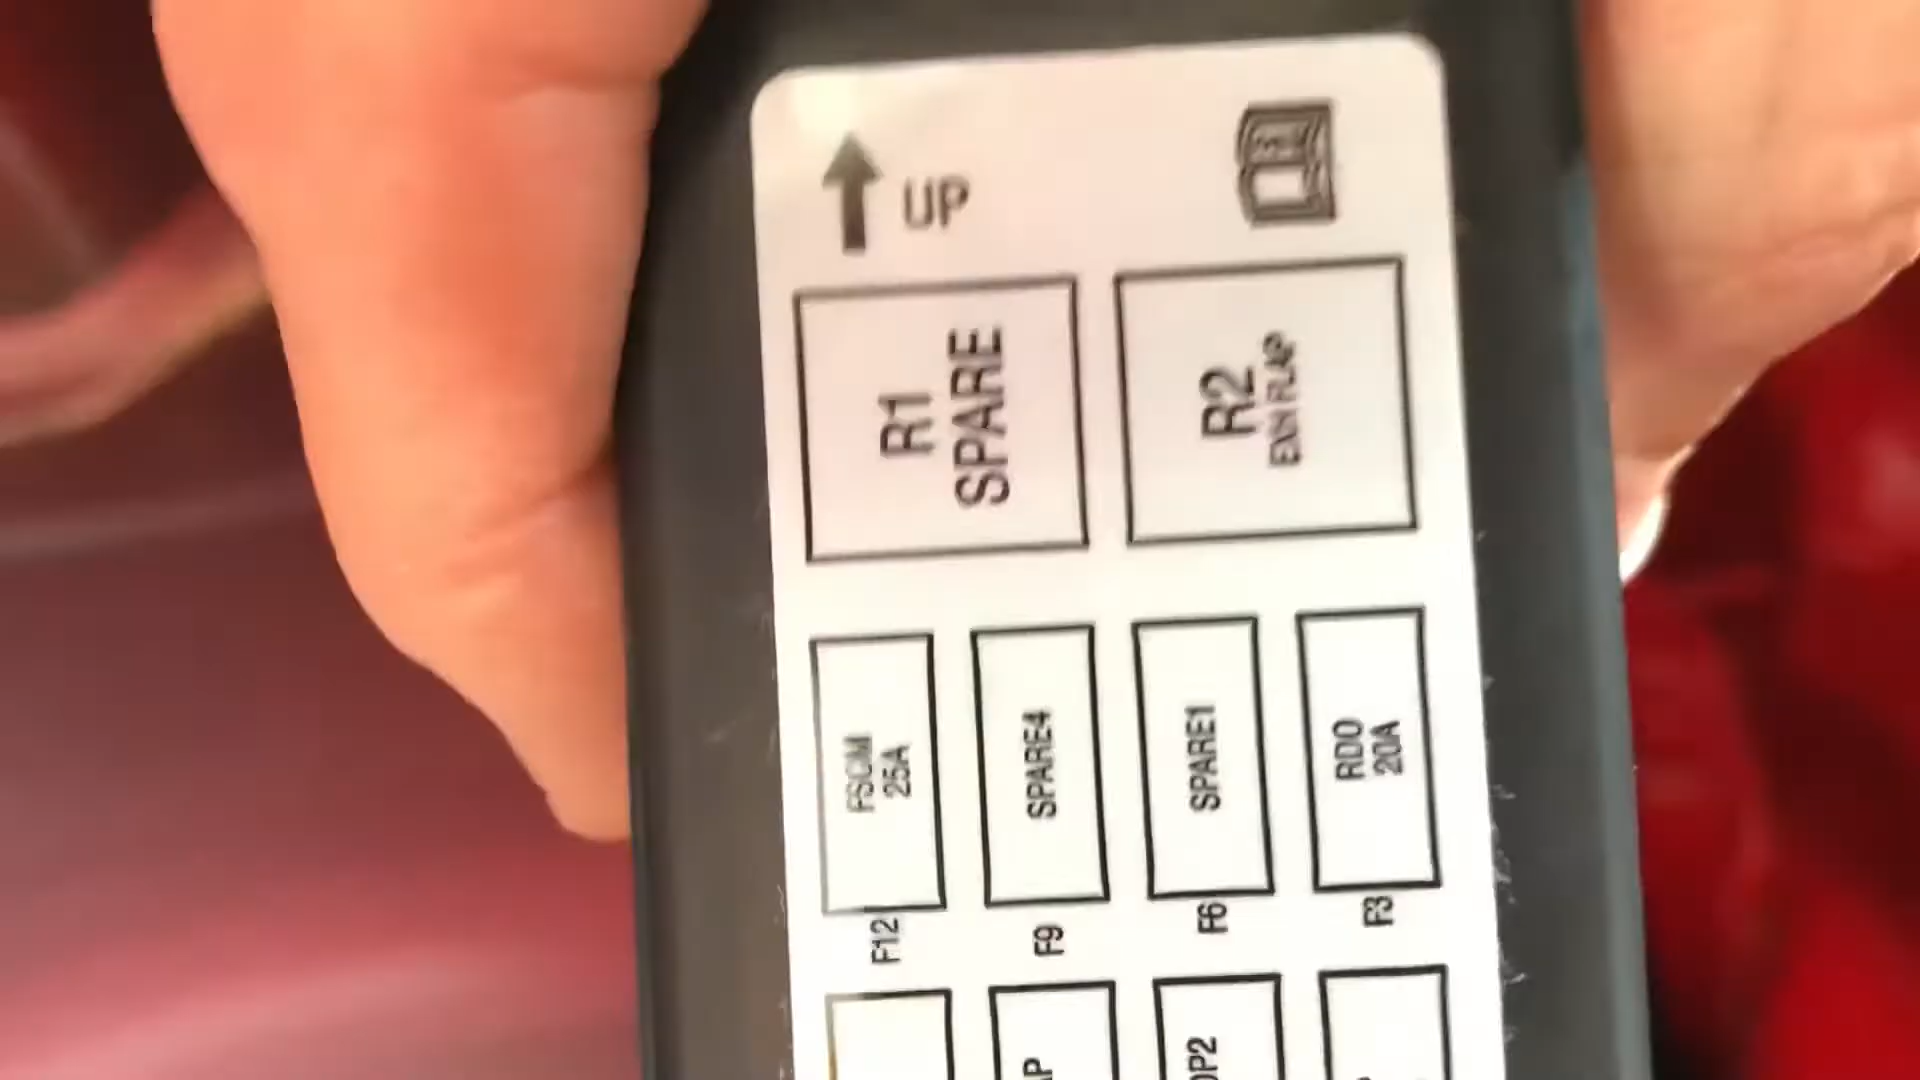 UP
R1
SPARE
R2
EXH FLAP
FSCM
25A
SPARE4
SPARE1
RDO
20A
F12
F9
F6
F3